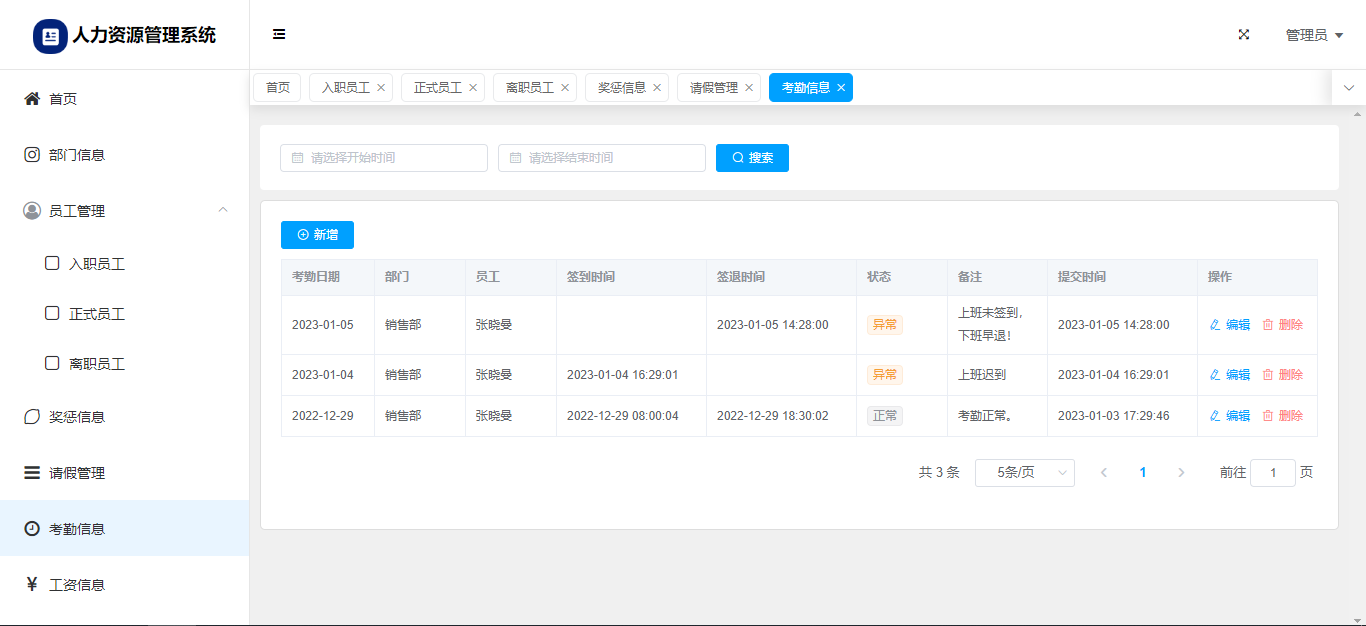 人力资源管理系统
管理员
首页
部门信息
员工管理
入职员工
正式员工
离职员工
奖惩信息
请假管理
考勤信息
工资信息
首页 入职员工 正式员工 离职员工 奖惩信息 请假管理 考勤信息
请选择开始时间 请选择结束时间 搜索
新增
考勤日期 部门 员工 签到时间 签退时间 状态 备注 提交时间 操作
2023-01-05 销售部 张晓曼 2023-01-05 14:28:00 异常 上班未签到,
下班早退! 2023-01-05 14:28:00 编辑 删除
2023-01-04 销售部 张晓曼 2023-01-04 16:29:01 异常 上班迟到 2023-01-04 16:29:01 编辑 删除
2022-12-29 销售部 张晓曼 2022-12-29 08:00:04 2022-12-29 18:30:02 正常 考勤正常。 2023-01-03 17:29:46 编辑 删除
共 3 条 5条/页 1 前往 1 页